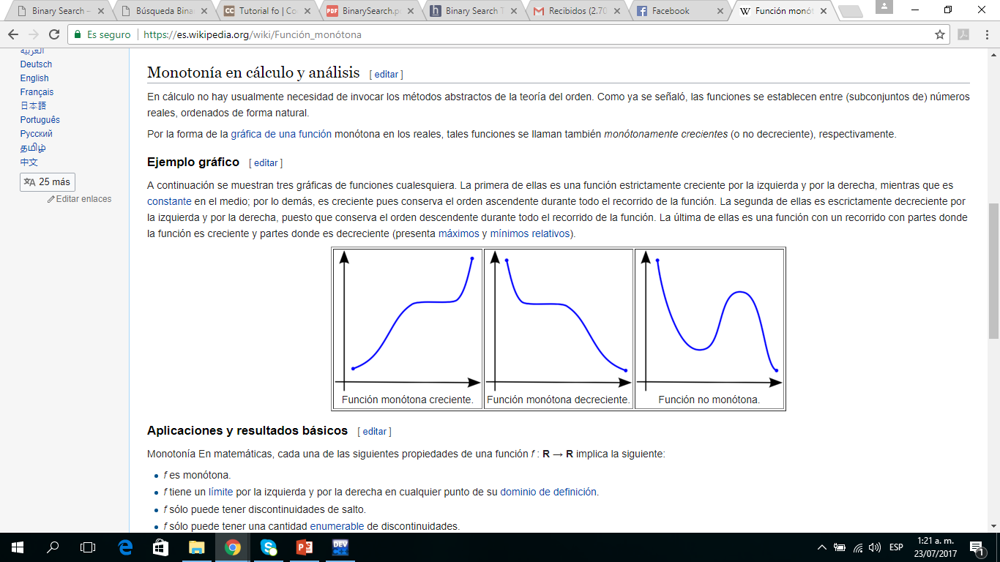 Binary Search –
Búsqueda Bina
Tutorial fo | Co
BinarySearch.p
Binary Search T
Recibidos (2.70
Facebook
Función monót
Es seguro
https://es.wikipedia.org/wiki/Función_monótona
العربية
Deutsch
English
Français
日本語
Português
Русский
தமிழ்
中文
25 más
Editar enlaces
Monotonía en cálculo y análisis [ editar ]
En cálculo no hay usualmente necesidad de invocar los métodos abstractos de la teoría del orden. Como ya se señaló, las funciones se establecen entre (subconjuntos de) números
reales, ordenados de forma natural.
Por la forma de la gráfica de una función monótona en los reales, tales funciones se llaman también monótonamente crecientes (o no decreciente), respectivamente.
Ejemplo gráfico [ editar ]
A continuación se muestran tres gráficas de funciones cualesquiera. La primera de ellas es una función estrictamente creciente por la izquierda y por la derecha, mientras que es
constante en el medio; por lo demás, es creciente pues conserva el orden ascendente durante todo el recorrido de la función. La segunda de ellas es escrictamente decreciente por
la izquierda y por la derecha, puesto que conserva el orden descendente durante todo el recorrido de la función. La última de ellas es una función con un recorrido con partes donde
la función es creciente y partes donde es decreciente (presenta máximos y mínimos relativos).
Función monótona creciente.
Función monótona decreciente.
Función no monótona.
Aplicaciones y resultados básicos [ editar ]
Monotonía En matemáticas, cada una de las siguientes propiedades de una función f : R → R implica la siguiente:
• f es monótona.
• f tiene un límite por la izquierda y por la derecha en cualquier punto de su dominio de definición.
• f sólo puede tener discontinuidades de salto.
• f sólo puede tener una cantidad enumerable de discontinuidades.
DEV
ESP
1:21 a. m.
23/07/2017
1